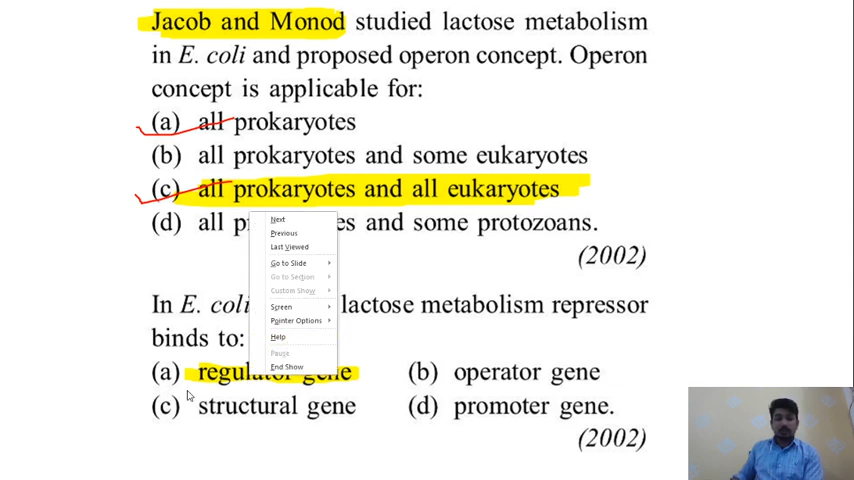 Jacob and Monod studied lactose metabolism
in E. coli and proposed operon concept. Operon
concept is applicable for:
(a) all prokaryotes
(b) all prokaryotes and some eukaryotes
(c) all prokaryotes and all eukaryotes
(d) all p es and some protozoans.
(2002)
Next
Previous
Last Viewed
Go to Slide
Go to Section
Custom Show
Screen
Pointer Options
Help
Pause
End Show
In E. coli lactose metabolism repressor
binds to:
(a) regulator gene (b) operator gene
(c) structural gene (d) promoter gene.
(2002)